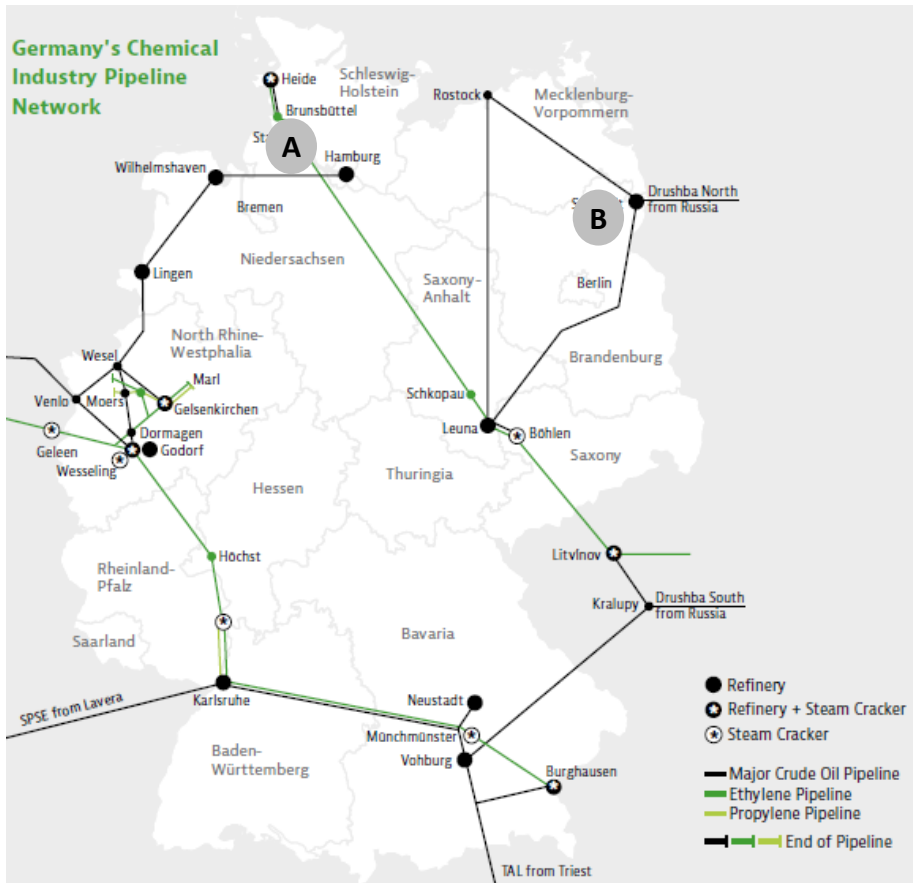 Germany's Chemical
Industry Pipeline
Network
Heide
Schleswig-
Holstein
Brunsbüttel
Rostock
Mecklenburg-
Vorpommern
A
Hamburg
Wilhelmshaven
Bremen
Drushba North
from Russia
B
Niedersachsen
Lingen
Saxony-
Anhalt
Berlin
North Rhine-
Westphalia
Brandenburg
Wesel
Marl
Venlo
Moers
Gelsenkirchen
Schkopau
Dormagen
Leuna
Böhlen
Geleen
Godorf
Wesseling
Saxony
Thuringia
Hessen
Höchst
Litvlnov
Rheinland-
Pfalz
Kralupy
Drushba South
from Russia
Saarland
Bavaria
SPSE from Lavera
Karlsruhe
Neustadt
Münchmünster
Vohburg
Baden-
Württemberg
Burghausen
TAL from Triest
Refinery
Refinery + Steam Cracker
Steam Cracker
Major Crude Oil Pipeline
Ethylene Pipeline
Propylene Pipeline
End of Pipeline